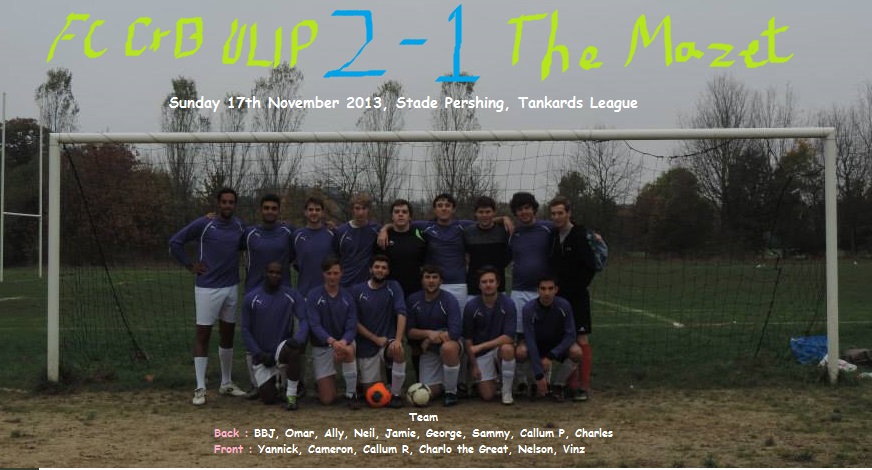 FC CrB ULIP 2-1 The Mazet
Sunday 17th November 2013, Stade Pershing, Tankards League
Team
Back : BBJ, Omar, Ally, Neil, Jamie, George, Sammy, Callum P, Charles
Front : Yannick, Cameron, Callum R, Charlo the Great, Nelson, Vinz